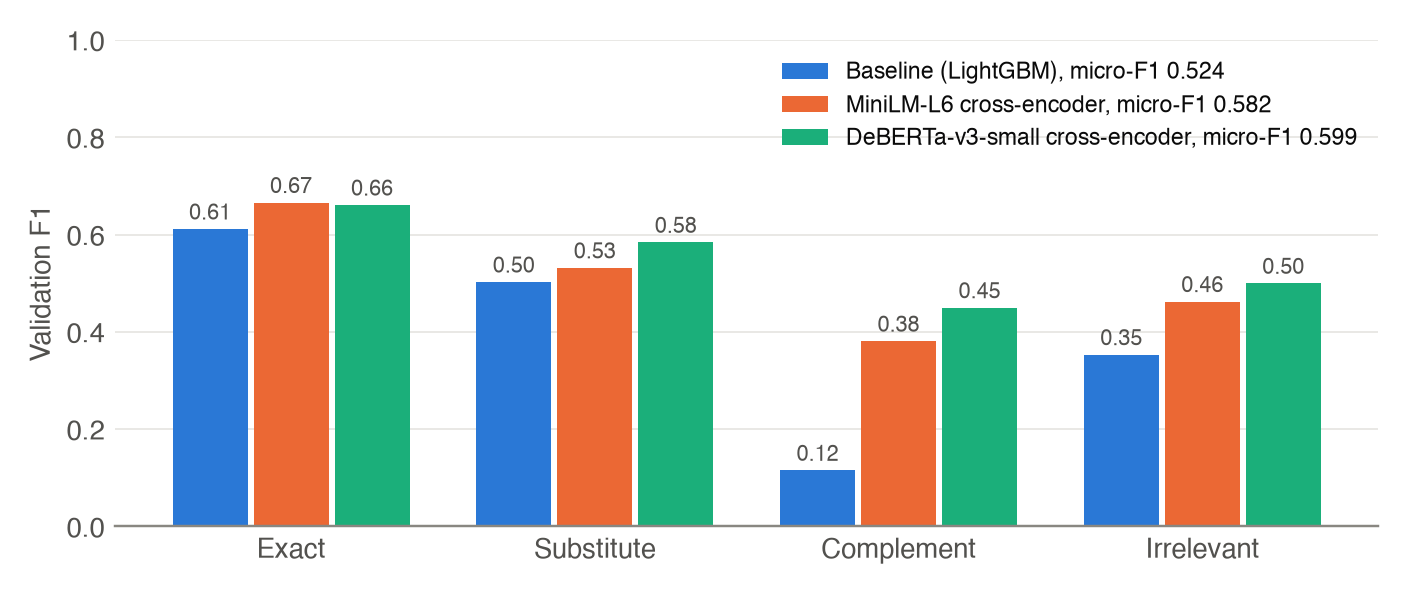 1.0
Baseline (LightGBM), micro-F1 0.524
MiniLM-L6 cross-encoder, micro-F1 0.582
DeBERTa-v3-small cross-encoder, micro-F1 0.599
0.8
0.6
0.4
0.2
0.0
Validation F1
0.61
0.67
0.66
0.50
0.53
0.58
0.12
0.38
0.45
0.35
0.46
0.50
Exact
Substitute
Complement
Irrelevant